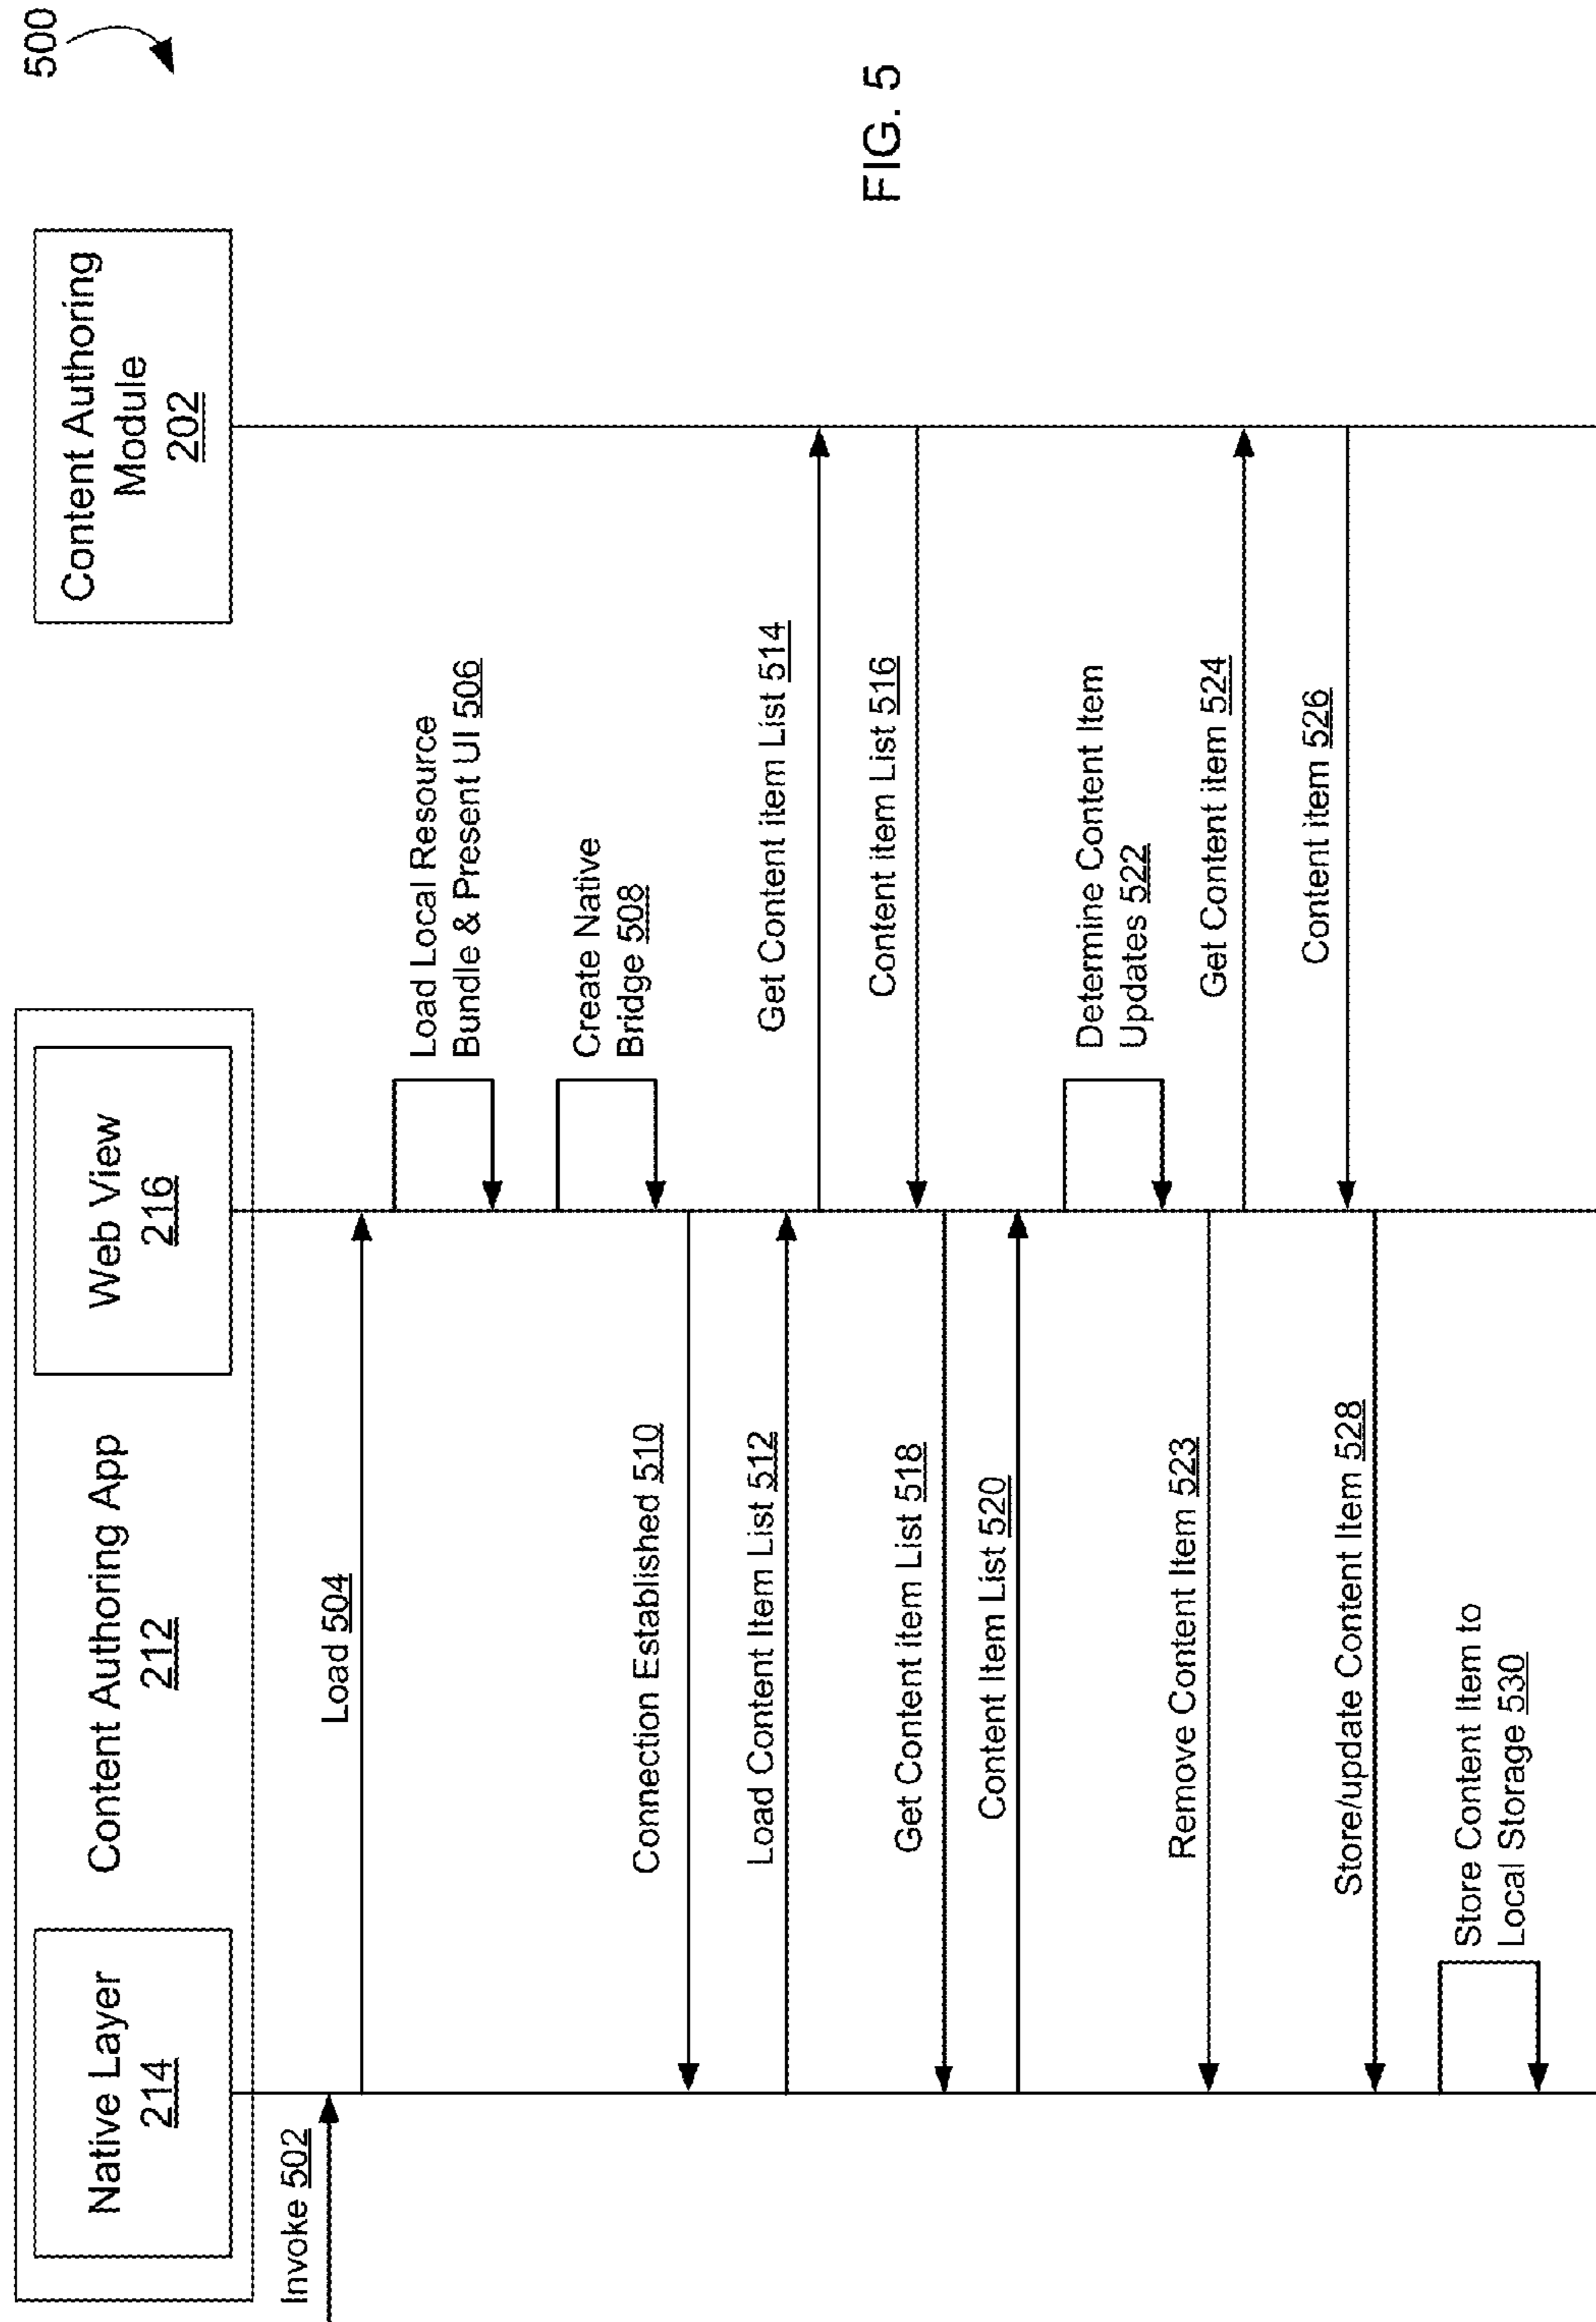 500
Native Layer
214
Content Authoring App
212
Web View
216
Content Authoring
Module
202
Invoke 502
Load 504
Load Local Resource
Bundle & Present UI 506
Create Native
Bridge 508
Connection Established 510
Load Content Item List 512
Get Content item List 514
Content item List 516
Get Content item List 518
Content Item List 520
Determine Content Item
Updates 522
Remove Content Item 523
Get Content item 524
Content item 526
Store/update Content Item 528
Store Content Item to
Local Storage 530
FIG. 5